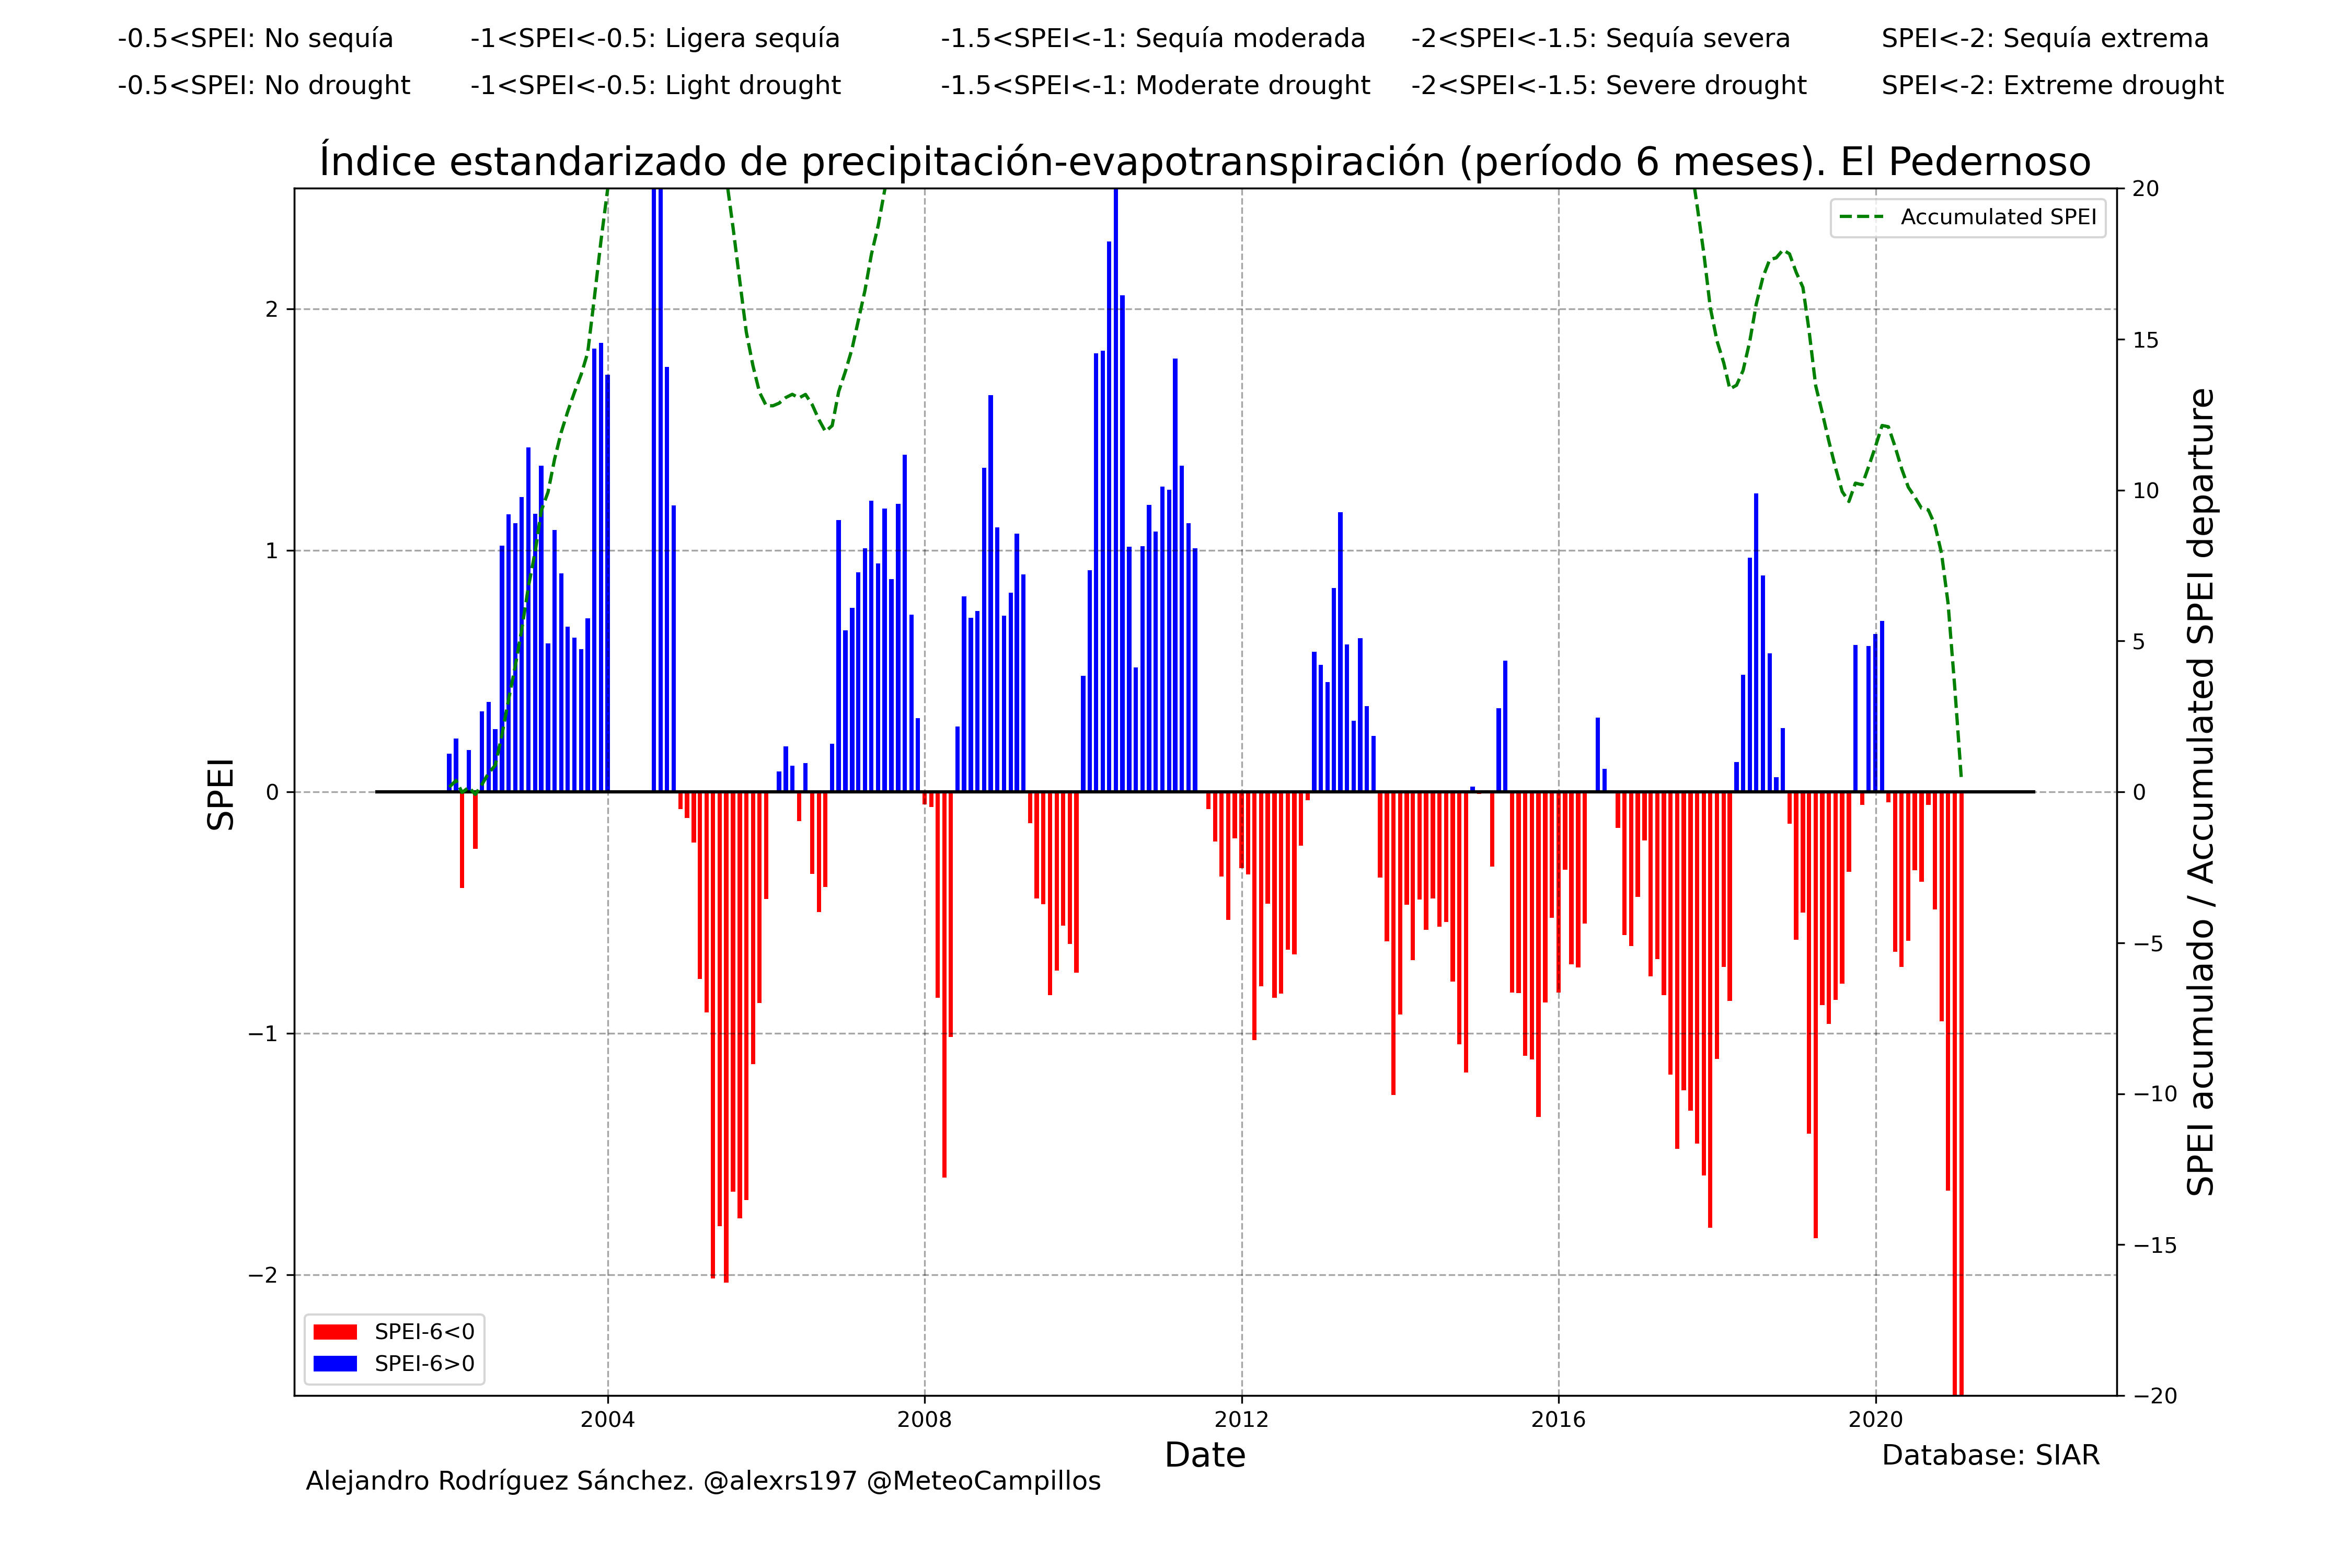 -0.5<SPEI: No sequía -1<SPEI<-0.5: Ligera sequía -1.5<SPEI<-1: Sequía moderada -2<SPEI<-1.5: Sequía severa SPEI<-2: Sequía extrema
-0.5<SPEI: No drought -1<SPEI<-0.5: Light drought -1.5<SPEI<-1: Moderate drought -2<SPEI<-1.5: Severe drought SPEI<-2: Extreme drought
Índice estandarizado de precipitación-evapotranspiración (período 6 meses). El Pedernoso
Accumulated SPEI
SPEI
2
1
0
−1
−2
20
15
10
5
0
−5
−10
−15
−20
SPEI acumulado / Accumulated SPEI departure
SPEI-6<0
SPEI-6>0
2004 2008 2012 2016 2020
Date
Database: SIAR
Alejandro Rodríguez Sánchez. @alexrs197 @MeteoCampillos